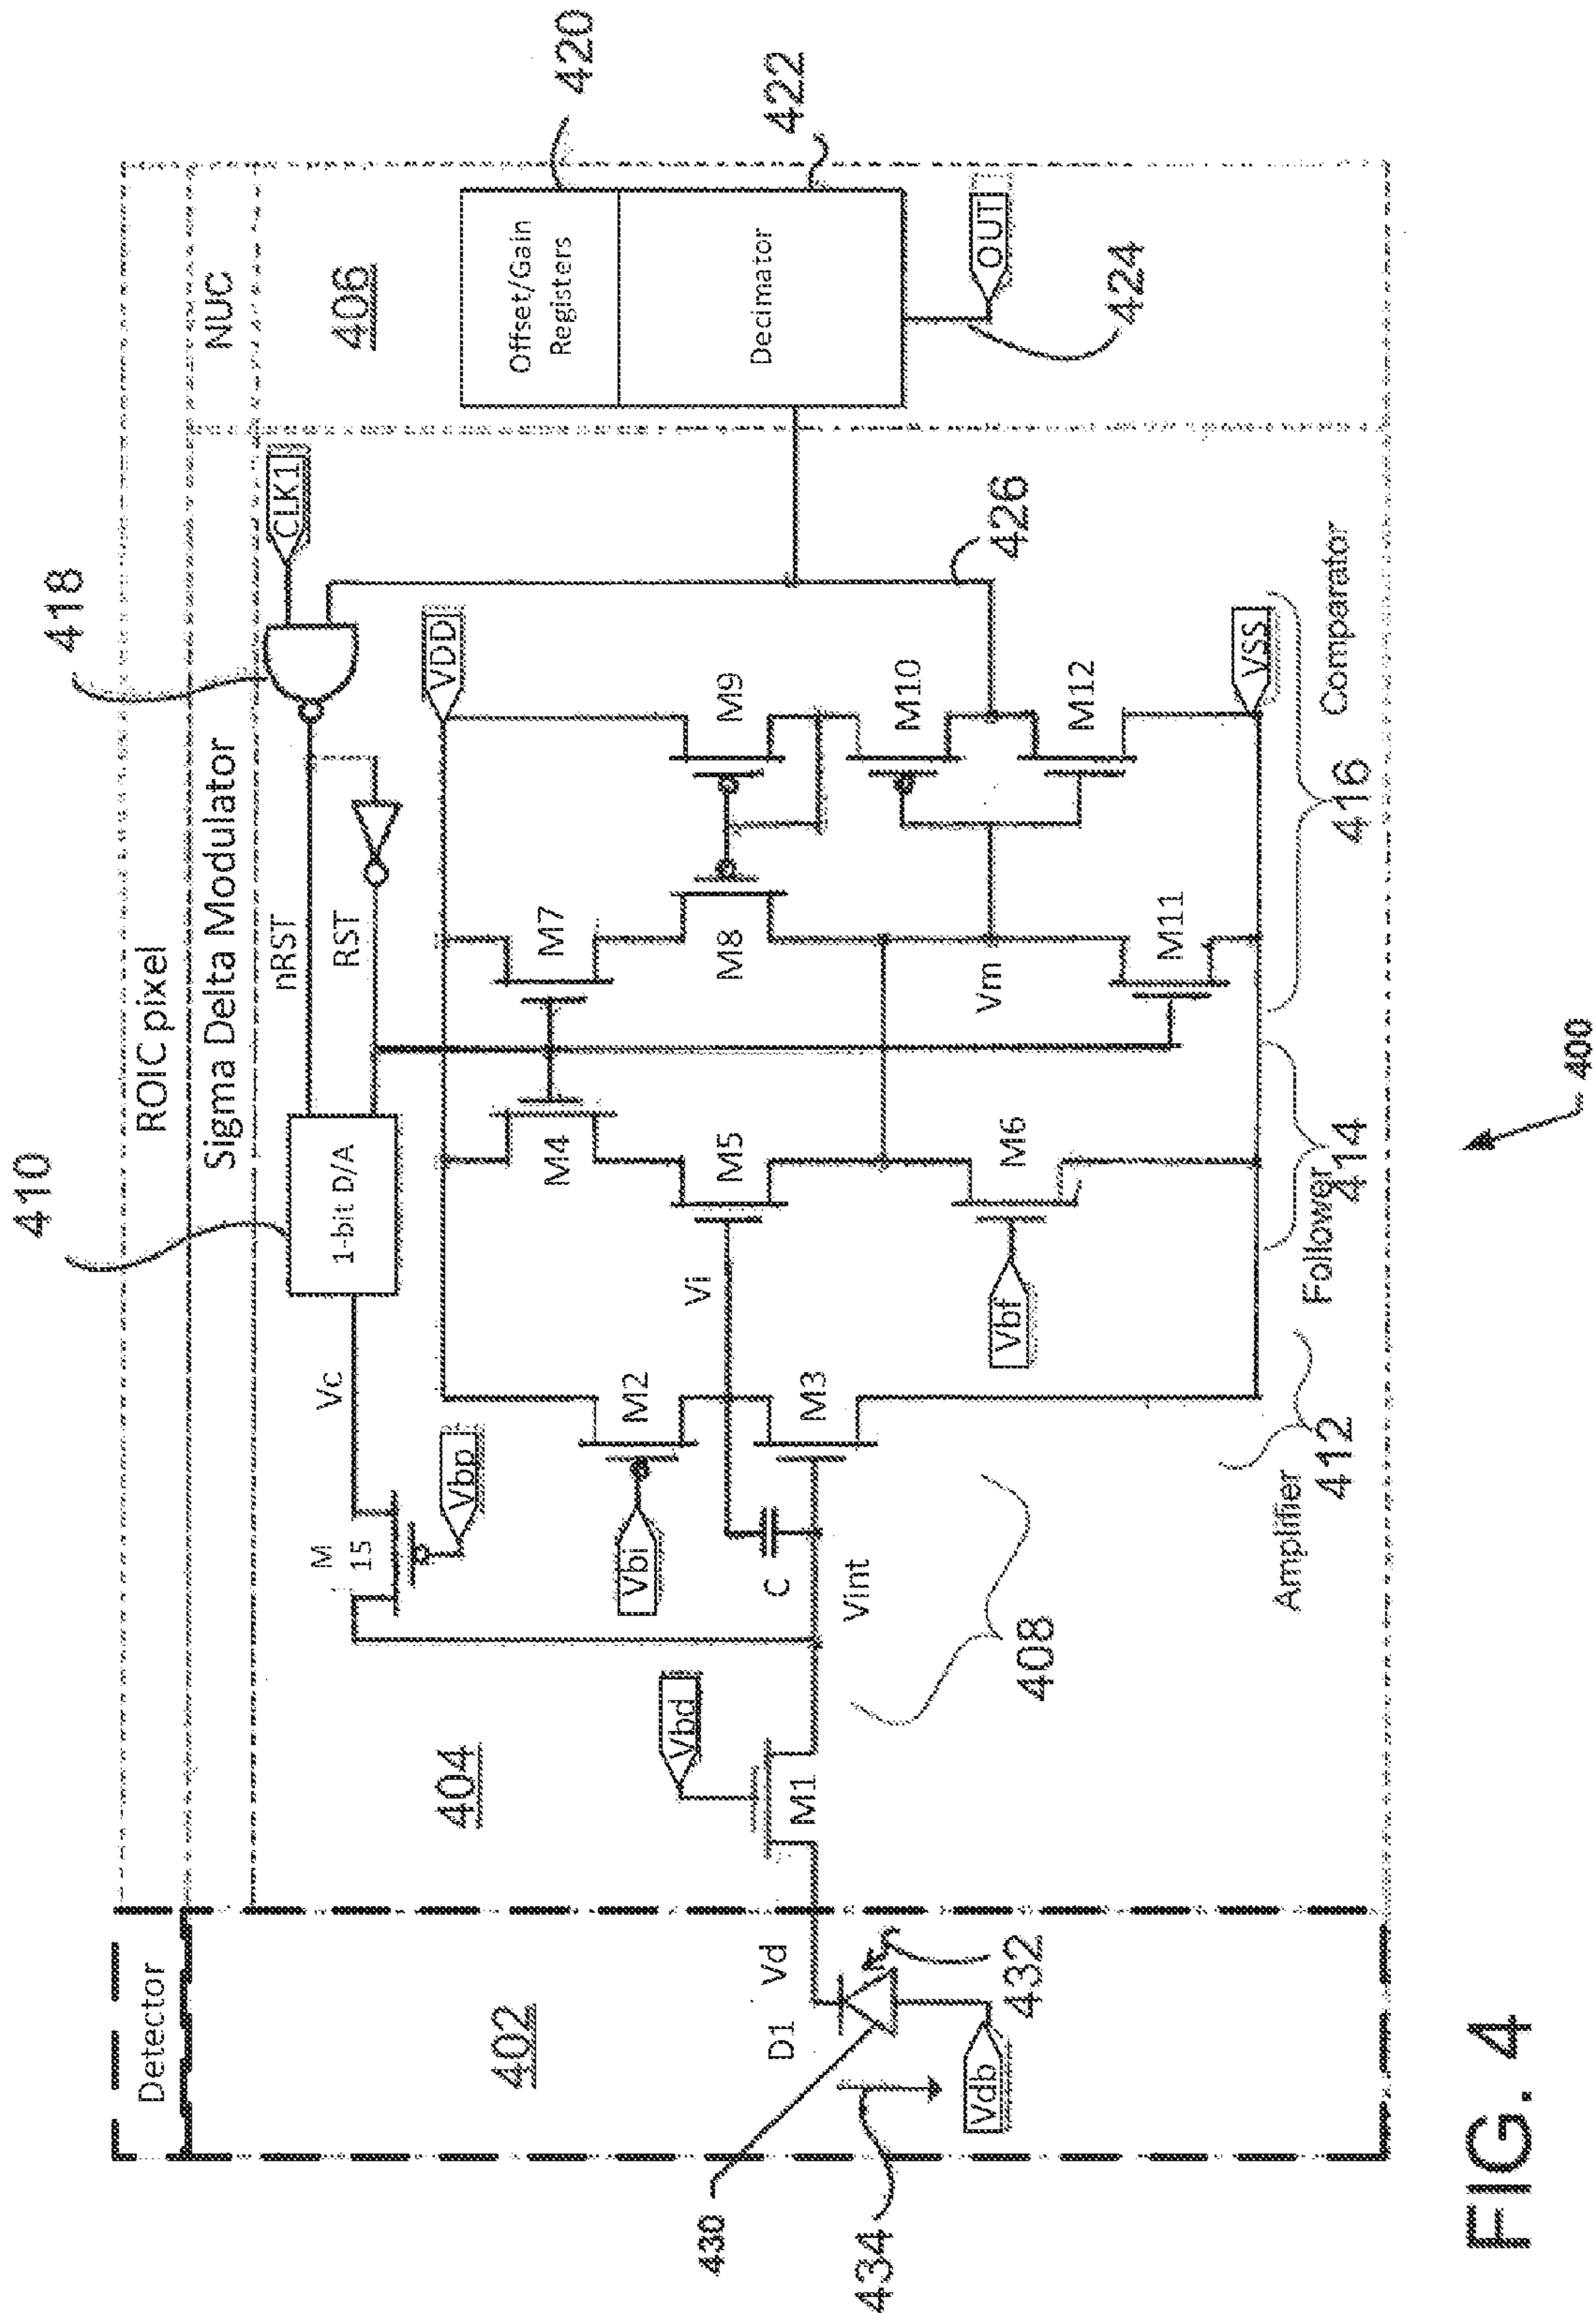 ROIC pixel
Detector
Sigma Delta Modulator
NUC
402
404
406
410
418
420
422
424
426
CLK1
nRST
RST
1-bit D/A
Vc
M
15
Vbp
VDD
Offset/Gain
Registers
Decimator
OUT
M2
Vbi
M4
M7
M9
Vbd
M1
C
Vi
M5
M8
M10
Vint
M3
M6
Vm
M11
M12
Vbf
VSS
D1
Vd
Vdb
430
432
434
408
Amplifier
412
Follower
414
Comparator
416
400
FIG. 4